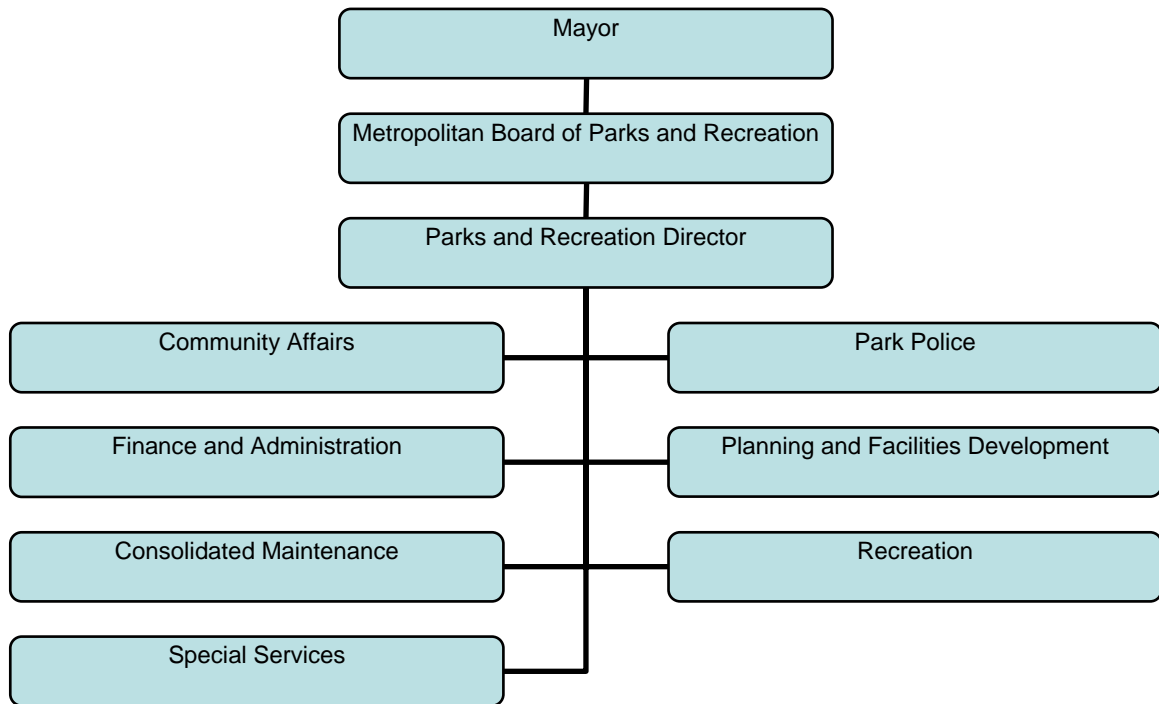 Mayor
Metropolitan Board of Parks and Recreation
Parks and Recreation Director
Community Affairs
Park Police
Finance and Administration
Planning and Facilities Development
Consolidated Maintenance
Recreation
Special Services